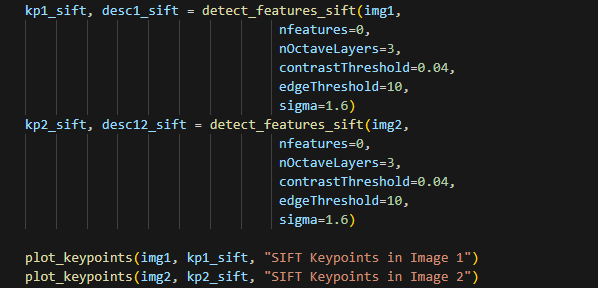 kp1_sift, desc1_sift = detect_features_sift(img1,
nfeatures=0,
nOctaveLayers=3,
contrastThreshold=0.04,
edgeThreshold=10,
sigma=1.6)
kp2_sift, desc12_sift = detect_features_sift(img2,
nfeatures=0,
nOctaveLayers=3,
contrastThreshold=0.04,
edgeThreshold=10,
sigma=1.6)
plot_keypoints(img1, kp1_sift, "SIFT Keypoints in Image 1")
plot_keypoints(img2, kp2_sift, "SIFT Keypoints in Image 2")